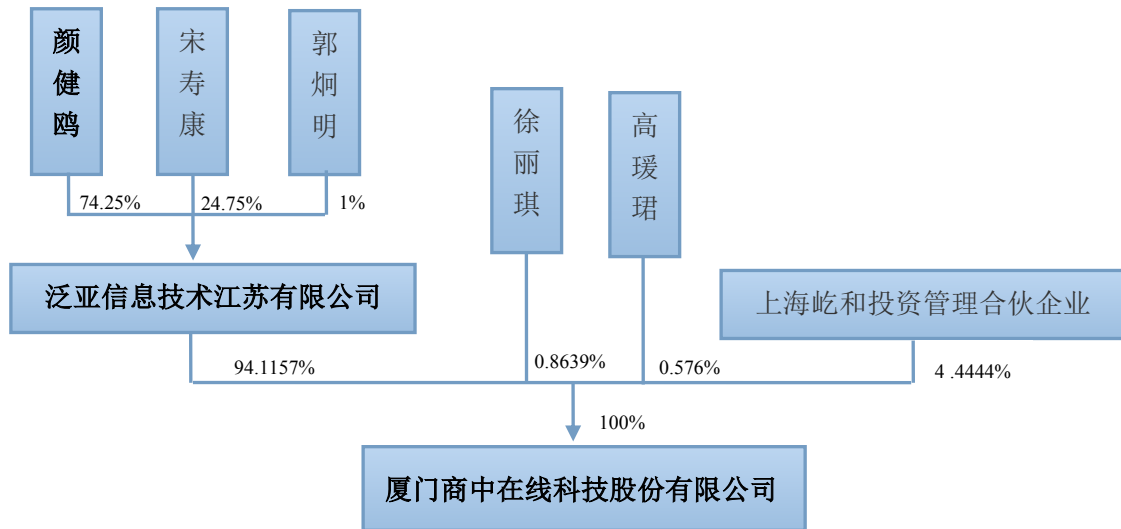 颜健鸥
宋寿康
郭炯明
徐丽琪
高瑗珺
74.25%
24.75%
1%
泛亚信息技术江苏有限公司
上海屹和投资管理合伙企业
94.1157%
0.8639%
0.576%
4 .4444%
100%
厦门商中在线科技股份有限公司